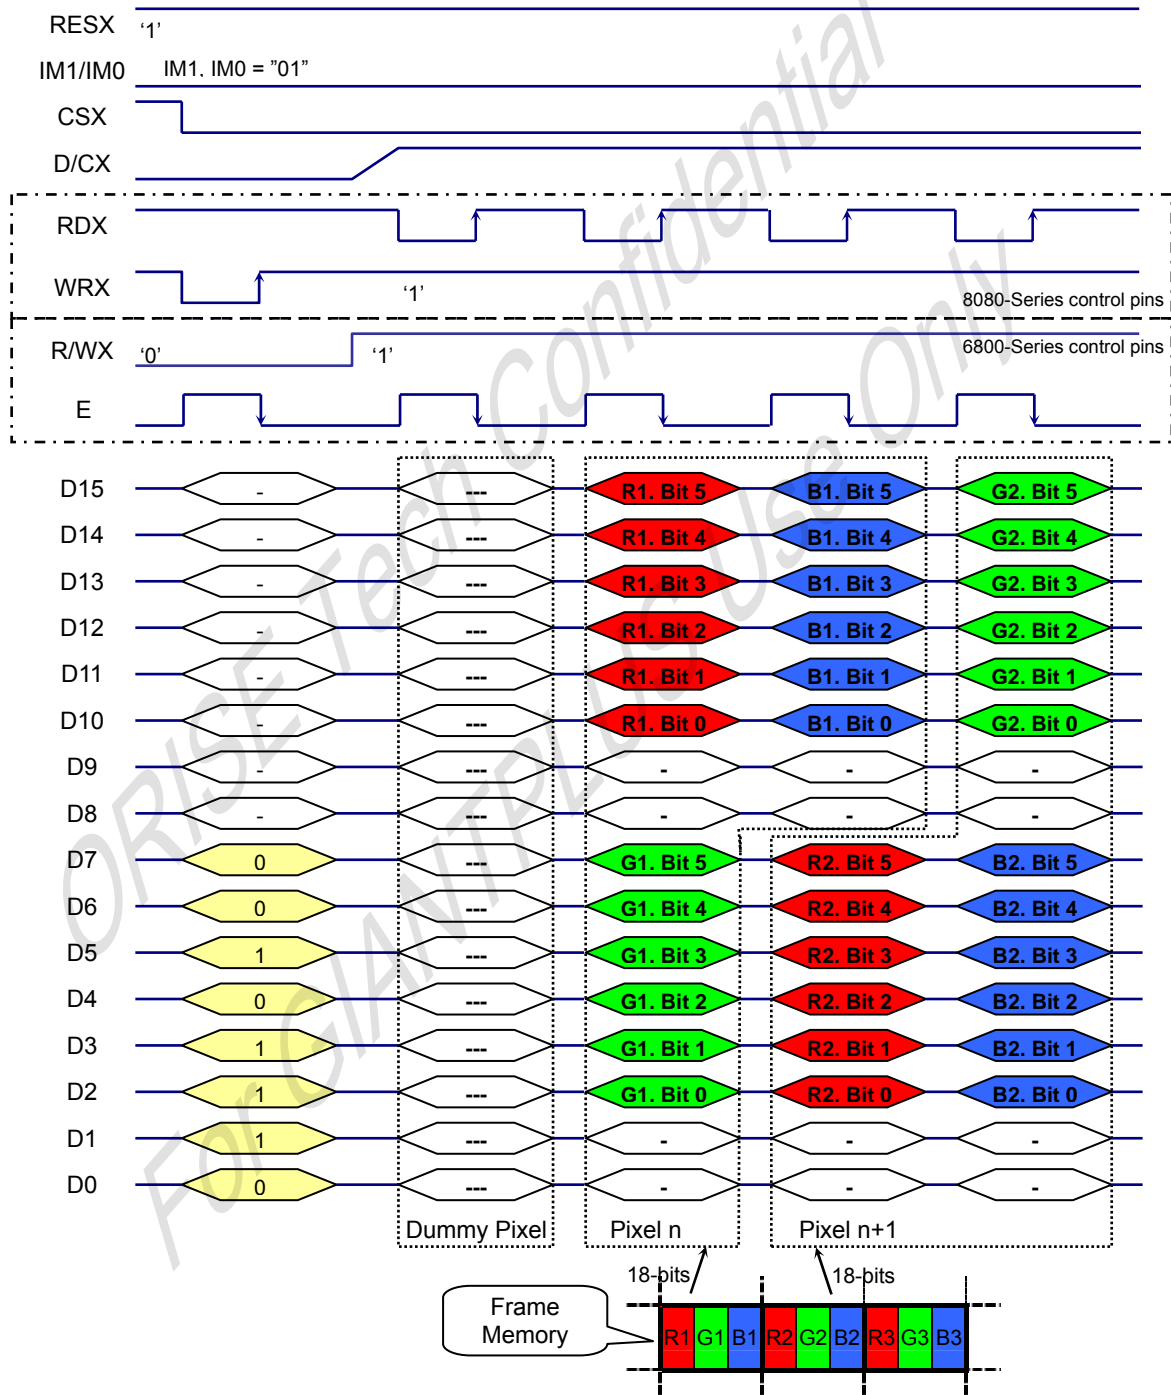 RESX ‘1’
IM1/IM0 IM1, IM0 = ”01”
CSX
D/CX
RDX
WRX ‘1’
8080-Series control pins
R/WX ‘0’ ‘1’ 6800-Series control pins
E
D15 - --- R1. Bit 5 B1. Bit 5 G2. Bit 5
D14 - --- R1. Bit 4 B1. Bit 4 G2. Bit 4
D13 - --- R1. Bit 3 B1. Bit 3 G2. Bit 3
D12 - --- R1. Bit 2 B1. Bit 2 G2. Bit 2
D11 - --- R1. Bit 1 B1. Bit 1 G2. Bit 1
D10 - --- R1. Bit 0 B1. Bit 0 G2. Bit 0
D9 - --- - - -
D8 - --- - - -
D7 0 --- G1. Bit 5 R2. Bit 5 B2. Bit 5
D6 0 --- G1. Bit 4 R2. Bit 4 B2. Bit 4
D5 1 --- G1. Bit 3 R2. Bit 3 B2. Bit 3
D4 0 --- G1. Bit 2 R2. Bit 2 B2. Bit 2
D3 1 --- G1. Bit 1 R2. Bit 1 B2. Bit 1
D2 1 --- G1. Bit 0 R2. Bit 0 B2. Bit 0
D1 1 --- - - -
D0 0 --- - - -
Dummy Pixel Pixel n Pixel n+1
18-bits 18-bits
Frame
Memory
R1 G1 B1 R2 G2 B2 R3 G3 B3
ORISE Tech Confidential
For GIANTPLUS Use Only